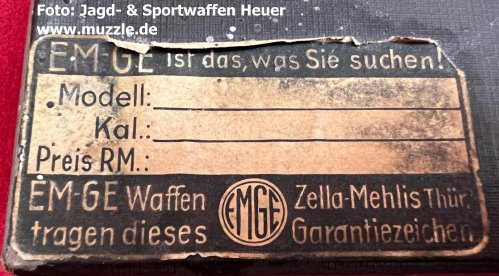 Foto: Jagd- & Sportwaffen Heuer
www.muzzle.de
EM-GE ist das, was Sie suchen!
Modell:
Kal.:
Preis RM.:
EM-GE Waffen EMGE Zella-Mehlis Thür.
tragen dieses Garantiezeichen.